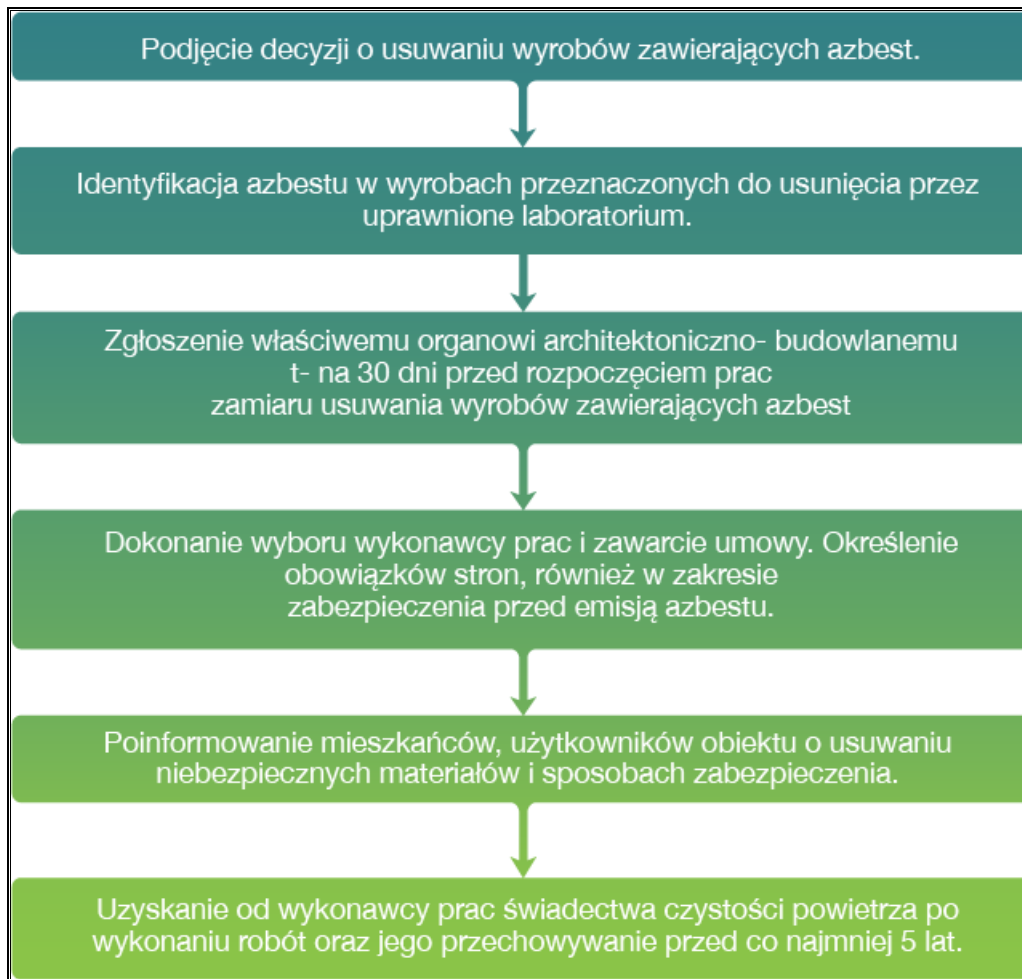 Podjęcie decyzji o usuwaniu wyrobów zawierających azbest.
Identyfikacja azbestu w wyrobach przeznaczonych do usunięcia przez
uprawnione laboratorium.
Zgłoszenie właściwemu organowi architektoniczno- budowlanemu
t- na 30 dni przed rozpoczęciem prac
zamiaru usuwania wyrobów zawierających azbest
Dokonanie wyboru wykonawcy prac i zawarcie umowy. Określenie
obowiązków stron, również w zakresie
zabezpieczenia przed emisją azbestu.
Poinformowanie mieszkańców, użytkowników obiektu o usuwaniu
niebezpiecznych materiałów i sposobach zabezpieczenia.
Uzyskanie od wykonawcy prac świadectwa czystości powietrza po
wykonaniu robót oraz jego przechowywanie przed co najmniej 5 lat.